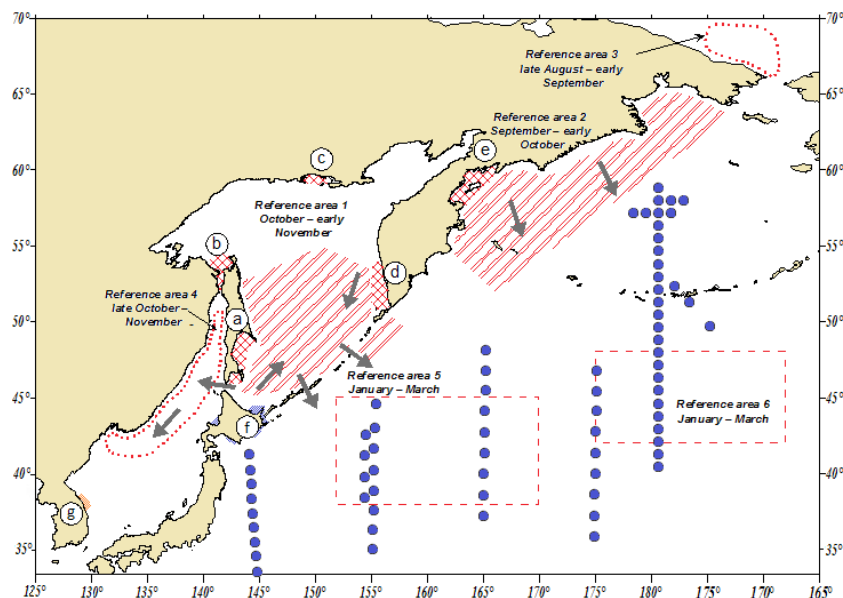 70°
70°
Reference area 3
late August – early
September
65°
65°
Reference area 2
September – early
October
e
c
60°
60°
Reference area 1
October – early
November
55°
55°
b
d
Reference area 4
late October -
November
a
50°
50°
Reference area 5
January – March
45°
45°
Reference area 6
January – March
f
40°
40°
g
35°
35°
125°
130°
135°
140°
145°
150°
155°
160°
165°
170°
175°
180°
175°
170°
165°
160°